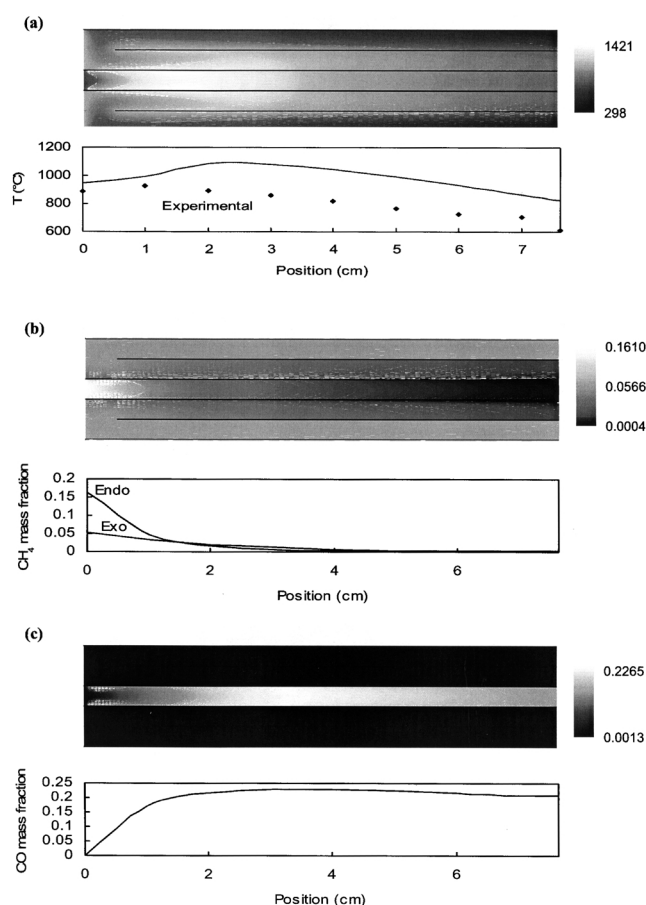 (a)
1421
298
1200
1000
800
600
T (°C)
Experimental
0 1 2 3 4 5 6 7
Position (cm)
(b)
0.1610
0.0566
0.0004
0.2
0.15
0.1
0.05
0
CH4 mass fraction
Endo
Exo
0 2 4 6
Position (cm)
(c)
0.2265
0.0013
0.25
0.2
0.15
0.1
0.05
0
CO mass fraction
0 2 4 6
Position (cm)